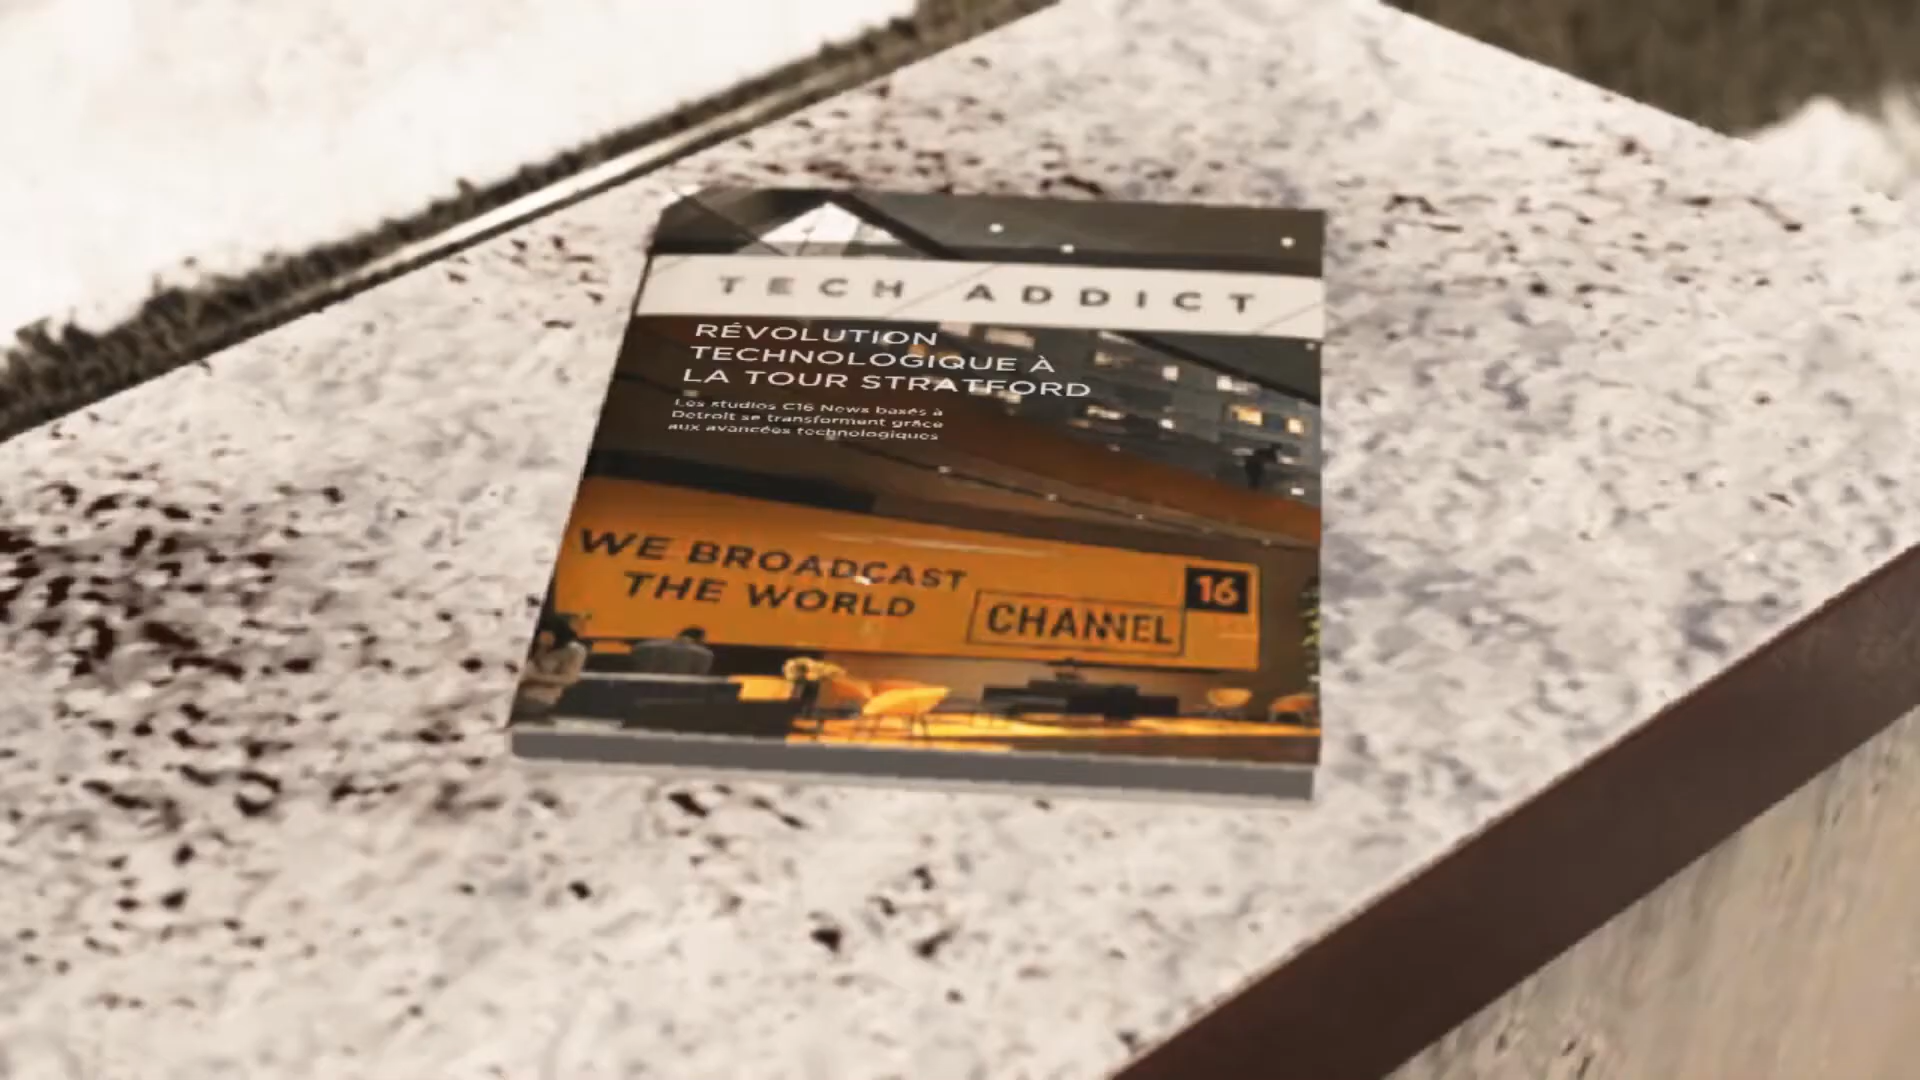 TECH ADDICT
RÉVOLUTION
TECHNOLOGIQUE À
LA TOUR STRATFORD
Les studios C16 News basés à
Detroit se transforment grâce
aux avancées technologiques
WE BROADCAST
THE WORLD
CHANNEL
16